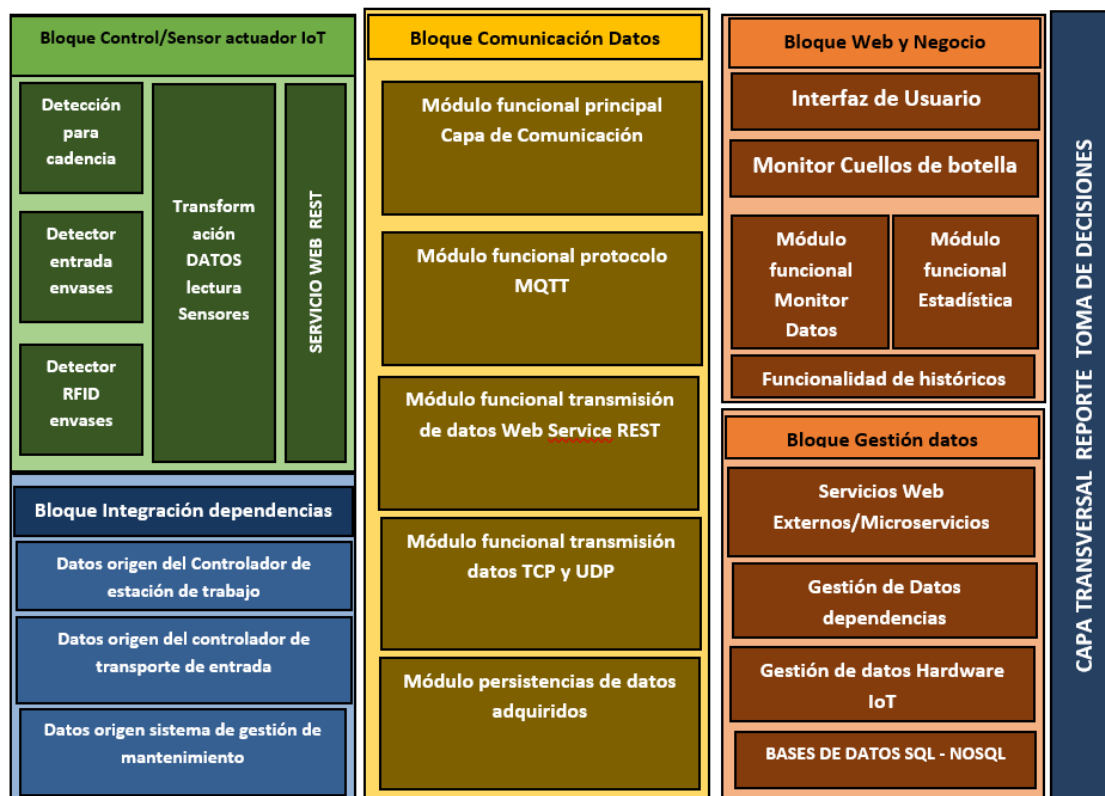 Bloque Control/Sensor actuador IoT
Detección
para
cadencia
Detector
entrada
envases
Detector
RFID
envases
Transform
ación
DATOS
lectura
Sensores
SERVICIO WEB REST
Bloque Integración dependencias
Datos origen del Controlador de
estación de trabajo
Datos origen del controlador de
transporte de entrada
Datos origen sistema de gestión de
mantenimiento
Bloque Comunicación Datos
Módulo funcional principal
Capa de Comunicación
Módulo funcional protocolo
MQTT
Módulo funcional transmisión
de datos Web Service REST
Módulo funcional transmisión
datos TCP y UDP
Módulo persistencias de datos
adquiridos
Bloque Web y Negocio
Interfaz de Usuario
Monitor Cuellos de botella
Módulo
funcional
Monitor
Datos
Módulo
funcional
Estadística
Funcionalidad de históricos
Bloque Gestión datos
Servicios Web
Externos/Microservicios
Gestión de Datos
dependencias
Gestión de datos Hardware
IoT
BASES DE DATOS SQL - NOSQL
CAPA TRANSVERSAL REPORTE TOMA DE DECISIONES